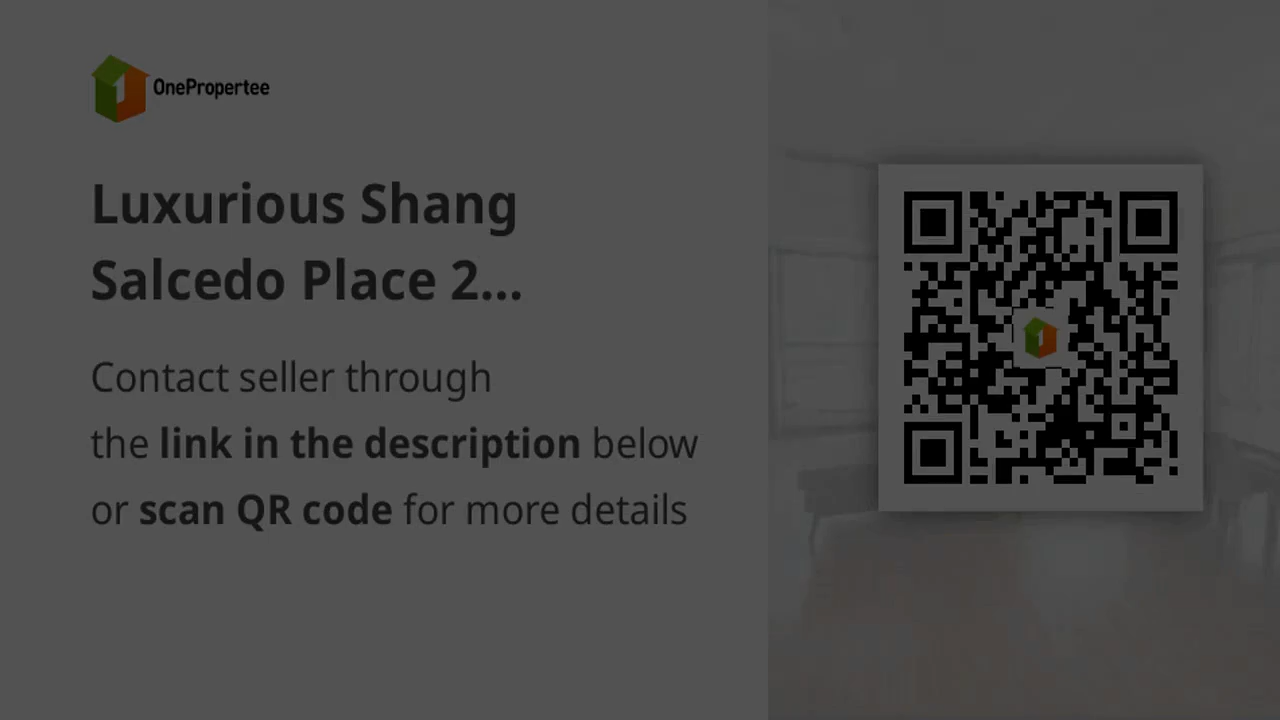 OnePropertee
Luxurious Shang
Salcedo Place 2...
Contact seller through
the link in the description below
or scan QR code for more details